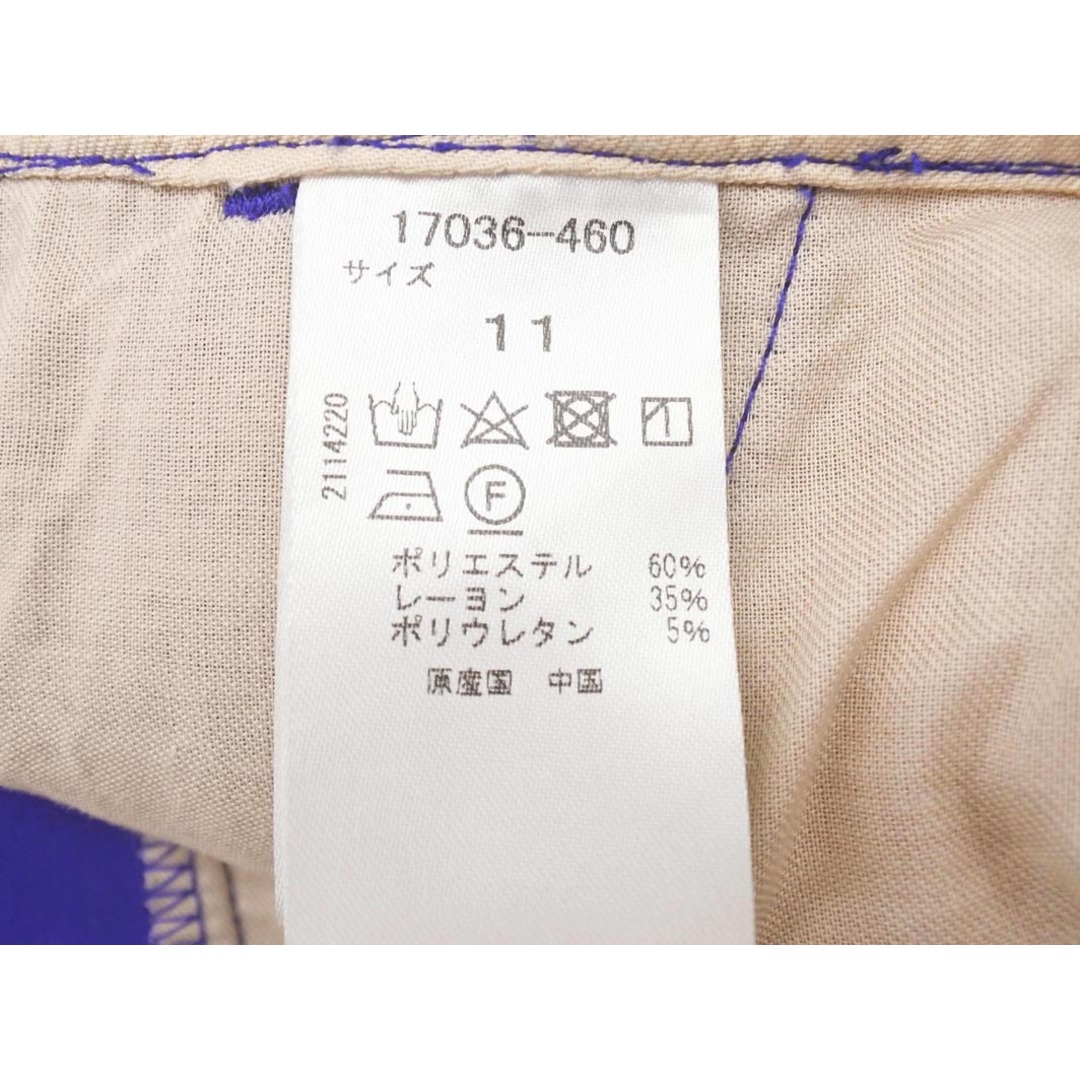 17036-460
サイズ
11
2114220
F
ポリエステル 60%
レーヨン 35%
ポリウレタン 5%
原産国 中国